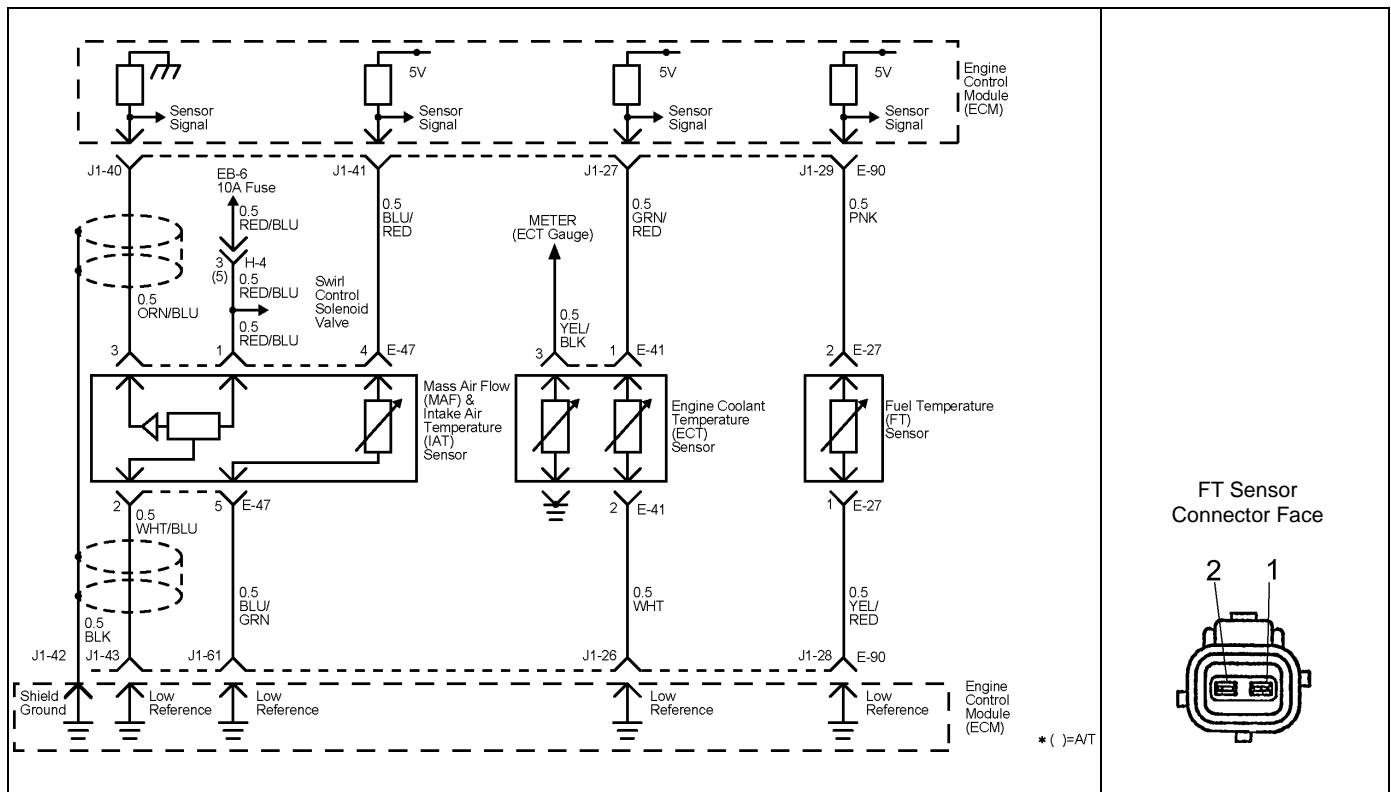 5V
5V
5V
Engine
Control
Module
(ECM)
Sensor
Signal
Sensor
Signal
Sensor
Signal
Sensor
Signal
J1-40
EB-6
10A Fuse
J1-41
J1-27
J1-29
E-90
0.5
RED/BLU
0.5
BLU/
RED
METER
(ECT Gauge)
0.5
GRN/
RED
0.5
PNK
3
(5)
H-4
0.5
RED/BLU
Swirl
Control
Solenoid
Valve
0.5
ORN/BLU
0.5
RED/BLU
0.5
YEL/
BLK
3
1
4
E-47
3
1
E-41
2
E-27
Mass Air Flow
(MAF) &
Intake Air
Temperature
(IAT)
Sensor
Engine Coolant
Temperature
(ECT)
Sensor
Fuel Temperature
(FT)
Sensor
2
5
E-47
2
E-41
1
E-27
0.5
WHT/BLU
0.5
BLU/
GRN
0.5
WHT
0.5
YEL/
RED
0.5
BLK
J1-42
J1-43
J1-61
J1-26
J1-28
E-90
Shield
Ground
Low
Reference
Low
Reference
Low
Reference
Low
Reference
Engine
Control
Module
(ECM)
* ( )=A/T
FT Sensor
Connector Face
2
1